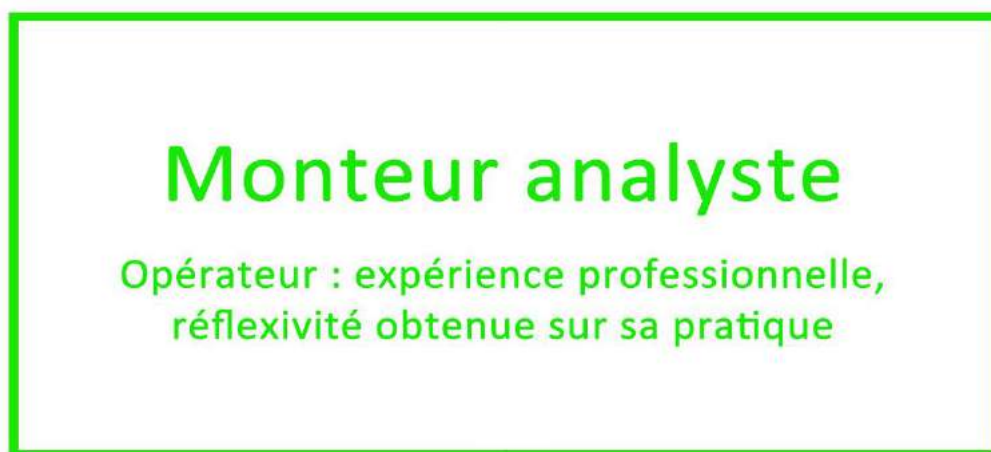 Monteur analyste
Opérateur : expérience professionnelle,
réflexivité obtenue sur sa pratique